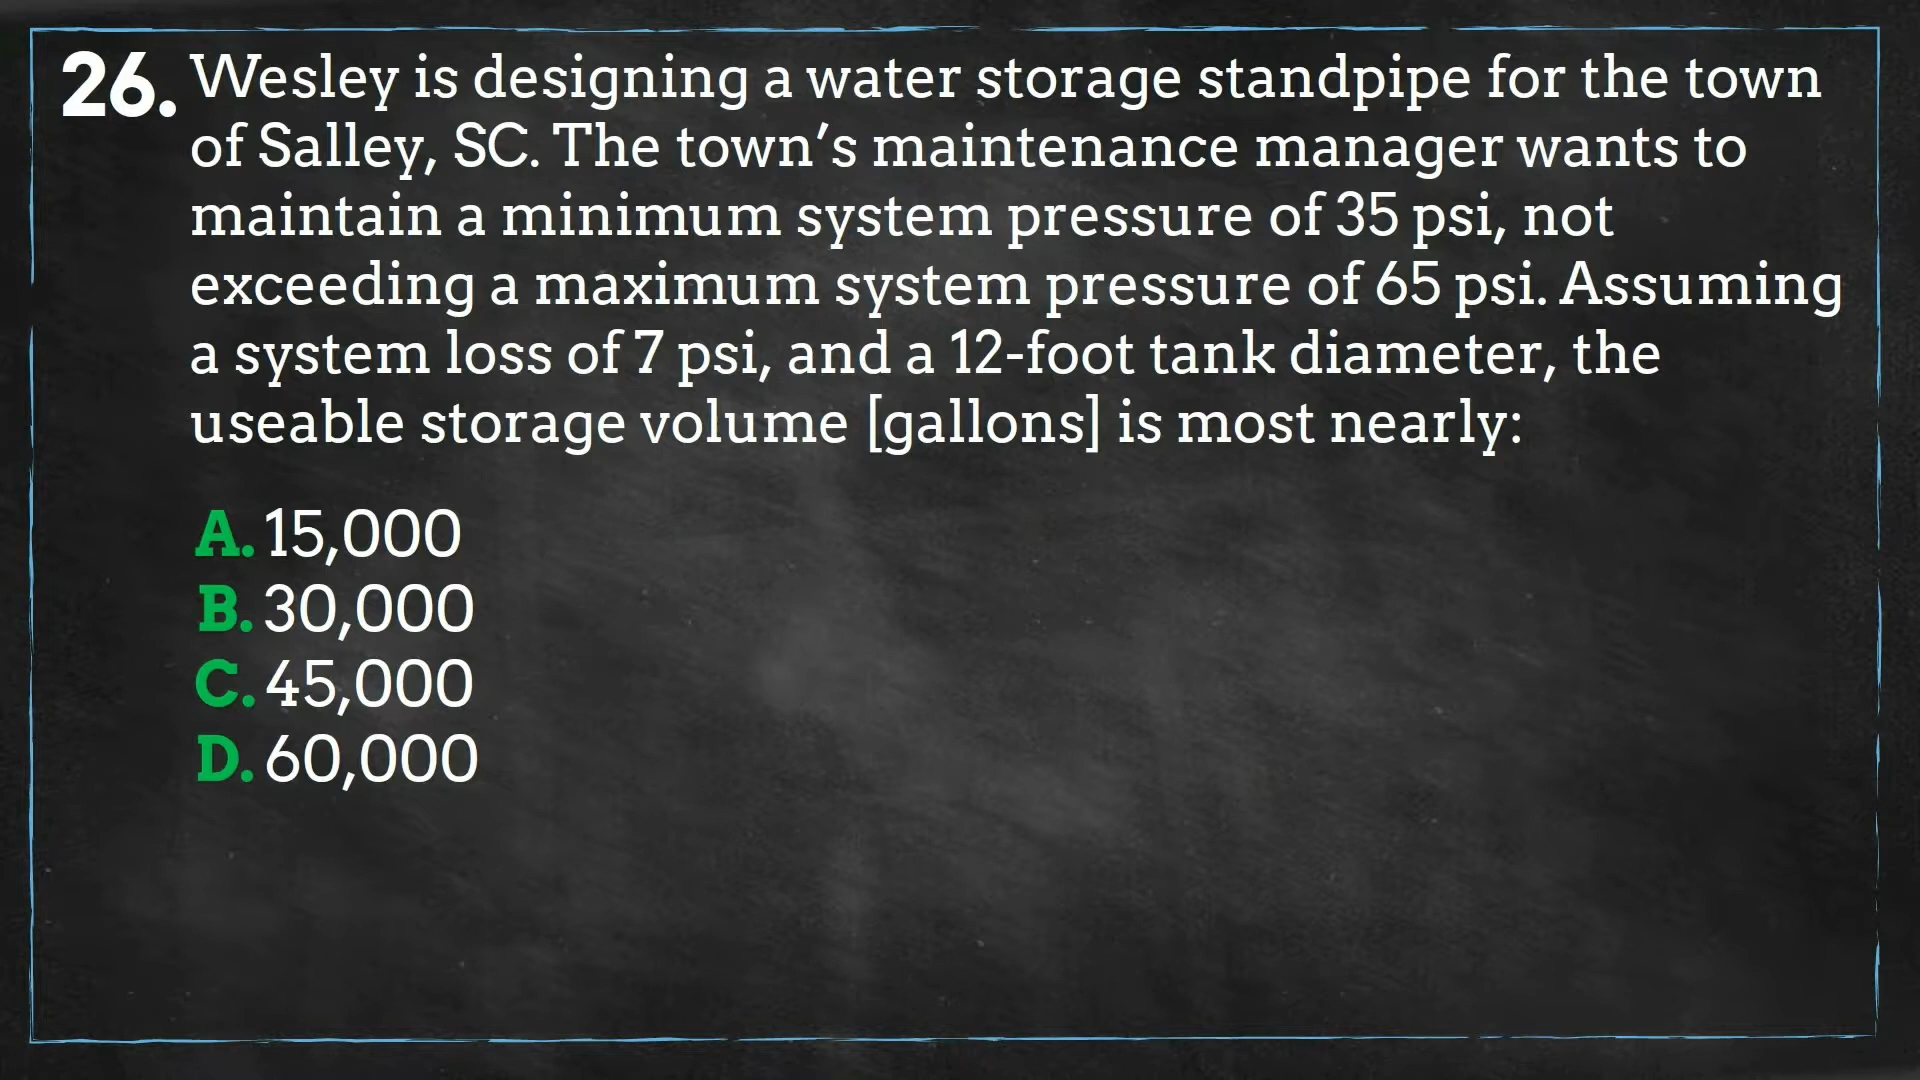 26. Wesley is designing a water storage standpipe for the town
of Salley, SC. The town’s maintenance manager wants to
maintain a minimum system pressure of 35 psi, not
exceeding a maximum system pressure of 65 psi. Assuming
a system loss of 7 psi, and a 12-foot tank diameter, the
useable storage volume [gallons] is most nearly:
A. 15,000
B. 30,000
C. 45,000
D. 60,000